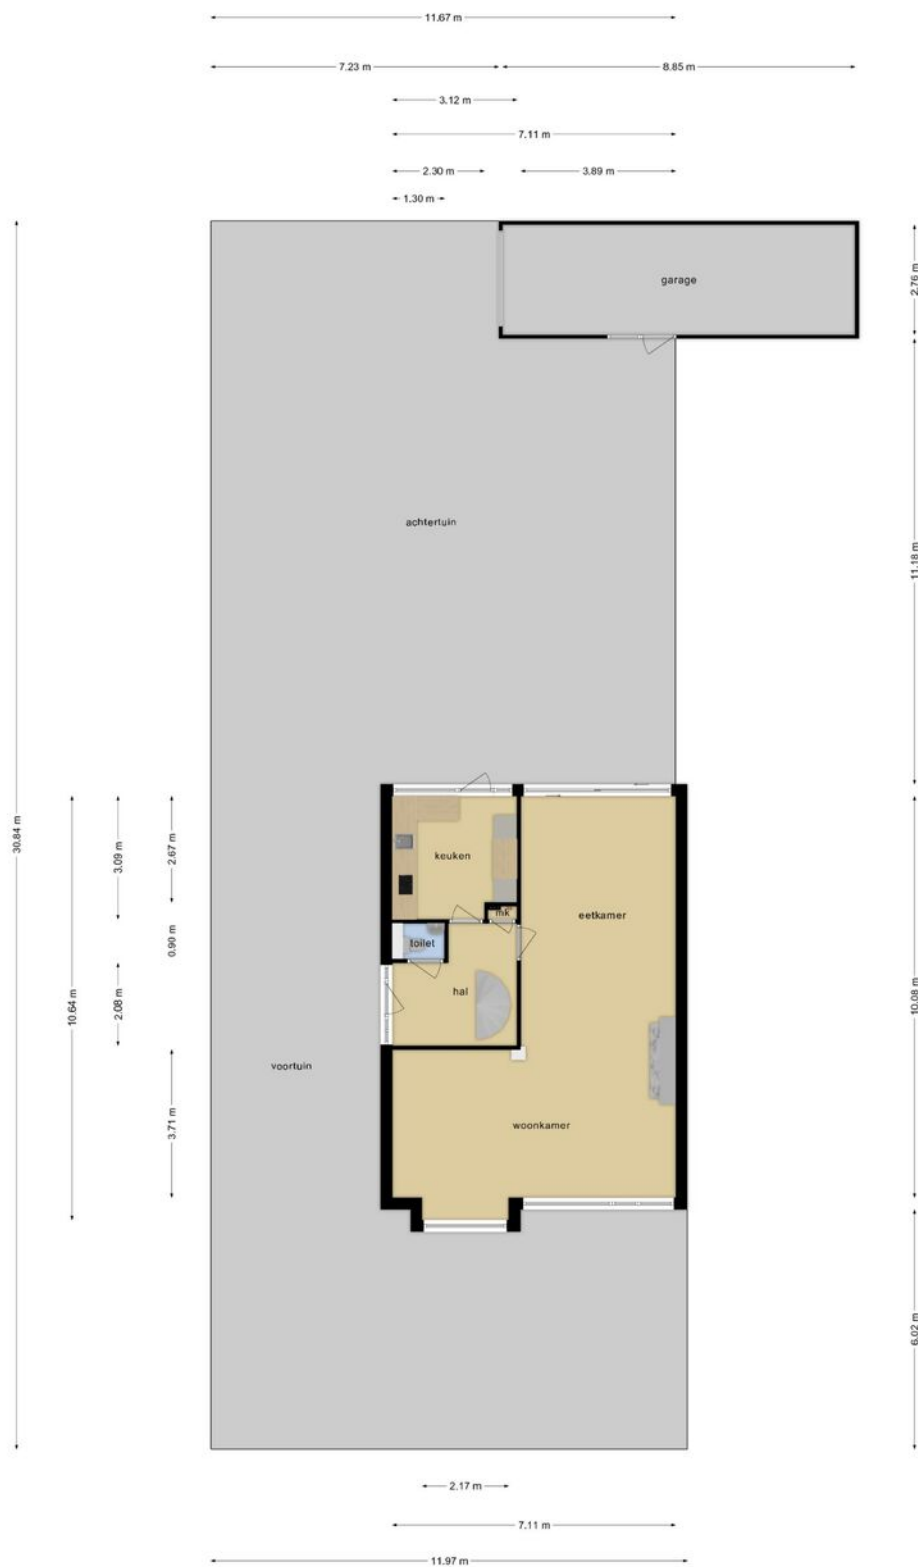 11.67 m
7.23 m
8.85 m
3.12 m
7.11 m
2.30 m
3.89 m
1.30 m
garage
2.76 m
achtertuin
11.18 m
30.84 m
10.64 m
3.09 m
2.67 m
keuken
mk
eetkamer
0.90 m
toilet
2.08 m
hal
10.08 m
voortuin
3.71 m
woonkamer
6.02 m
2.17 m
7.11 m
11.97 m